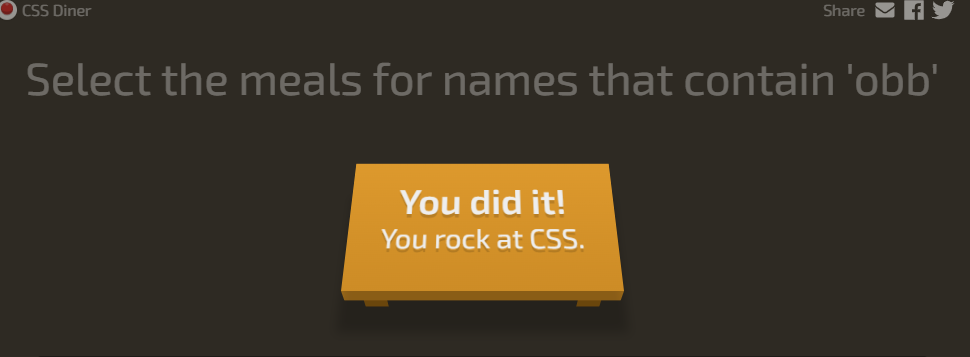 CSS Diner
Share
Select the meals for names that contain 'obb'
You did it!
You rock at CSS.